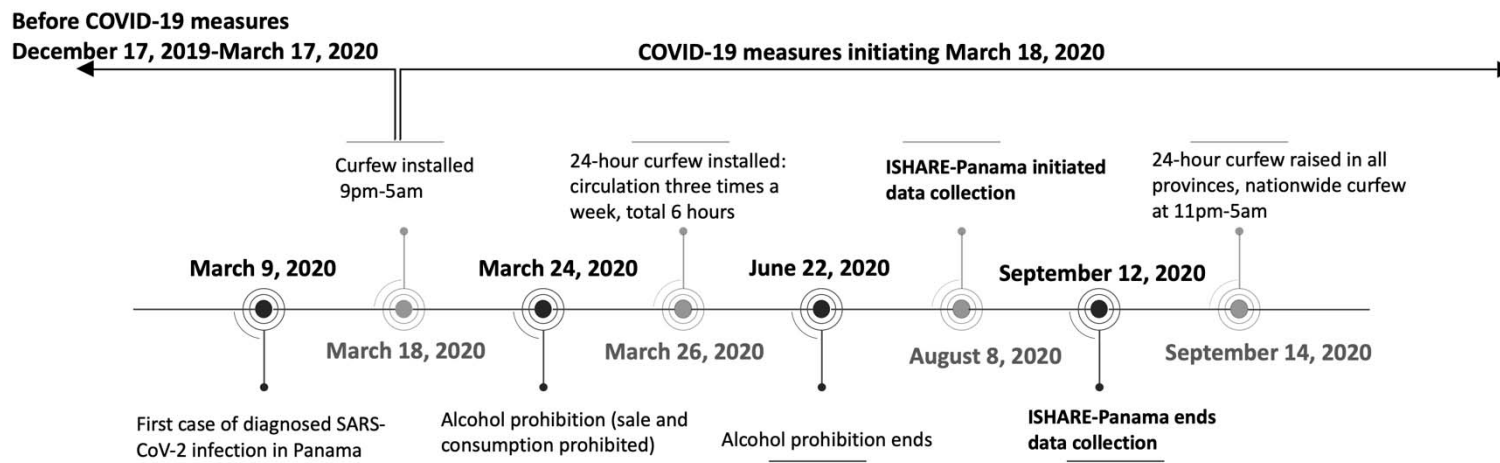 Before COVID-19 measures
December 17, 2019-March 17, 2020
COVID-19 measures initiating March 18, 2020
Curfew installed
9pm-5am
24-hour curfew installed:
circulation three times a
week, total 6 hours
ISHARE-Panama initiated
data collection
24-hour curfew raised in all
provinces, nationwide curfew
at 11pm-5am
March 9, 2020
March 24, 2020
June 22, 2020
September 12, 2020
March 18, 2020
March 26, 2020
August 8, 2020
September 14, 2020
First case of diagnosed SARS-
CoV-2 infection in Panama
Alcohol prohibition (sale and
consumption prohibited)
Alcohol prohibition ends
ISHARE-Panama ends
data collection